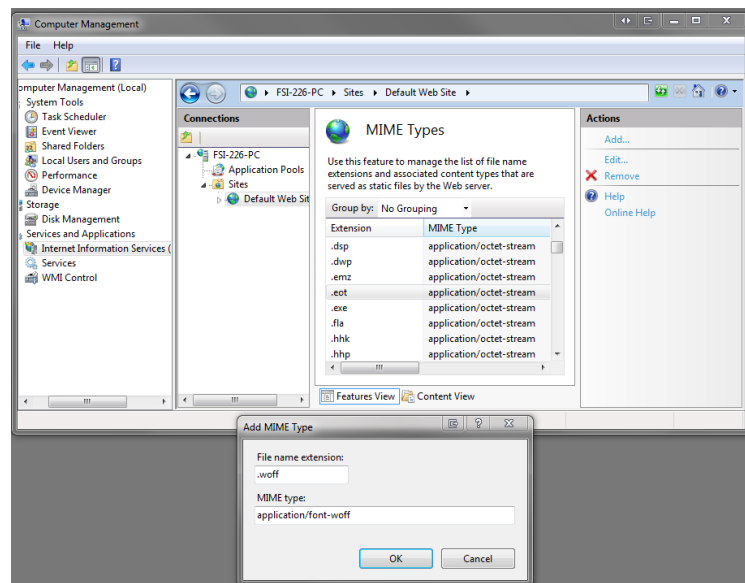 Computer Management
File Help
omputer Management (Local)
System Tools
Task Scheduler
Event Viewer
Shared Folders
Local Users and Groups
Performance
Device Manager
Storage
Disk Management
Services and Applications
Internet Information Services (
Services
WMI Control
FSI-226-PC Sites Default Web Site
Connections
FSI-226-PC
Application Pools
Sites
Default Web Sit
MIME Types
Use this feature to manage the list of file name
extensions and associated content types that are
served as static files by the Web server.
Group by: No Grouping
Extension MIME Type
.dsp application/octet-stream
.dwp application/octet-stream
.emz application/octet-stream
.eot application/octet-stream
.exe application/octet-stream
.fla application/octet-stream
.hhk application/octet-stream
.hhp application/octet-stream
Features View Content View
Actions
Add...
Edit...
Remove
Help
Online Help
Add MIME Type
File name extension:
.woff
MIME type:
application/font-woff
OK Cancel